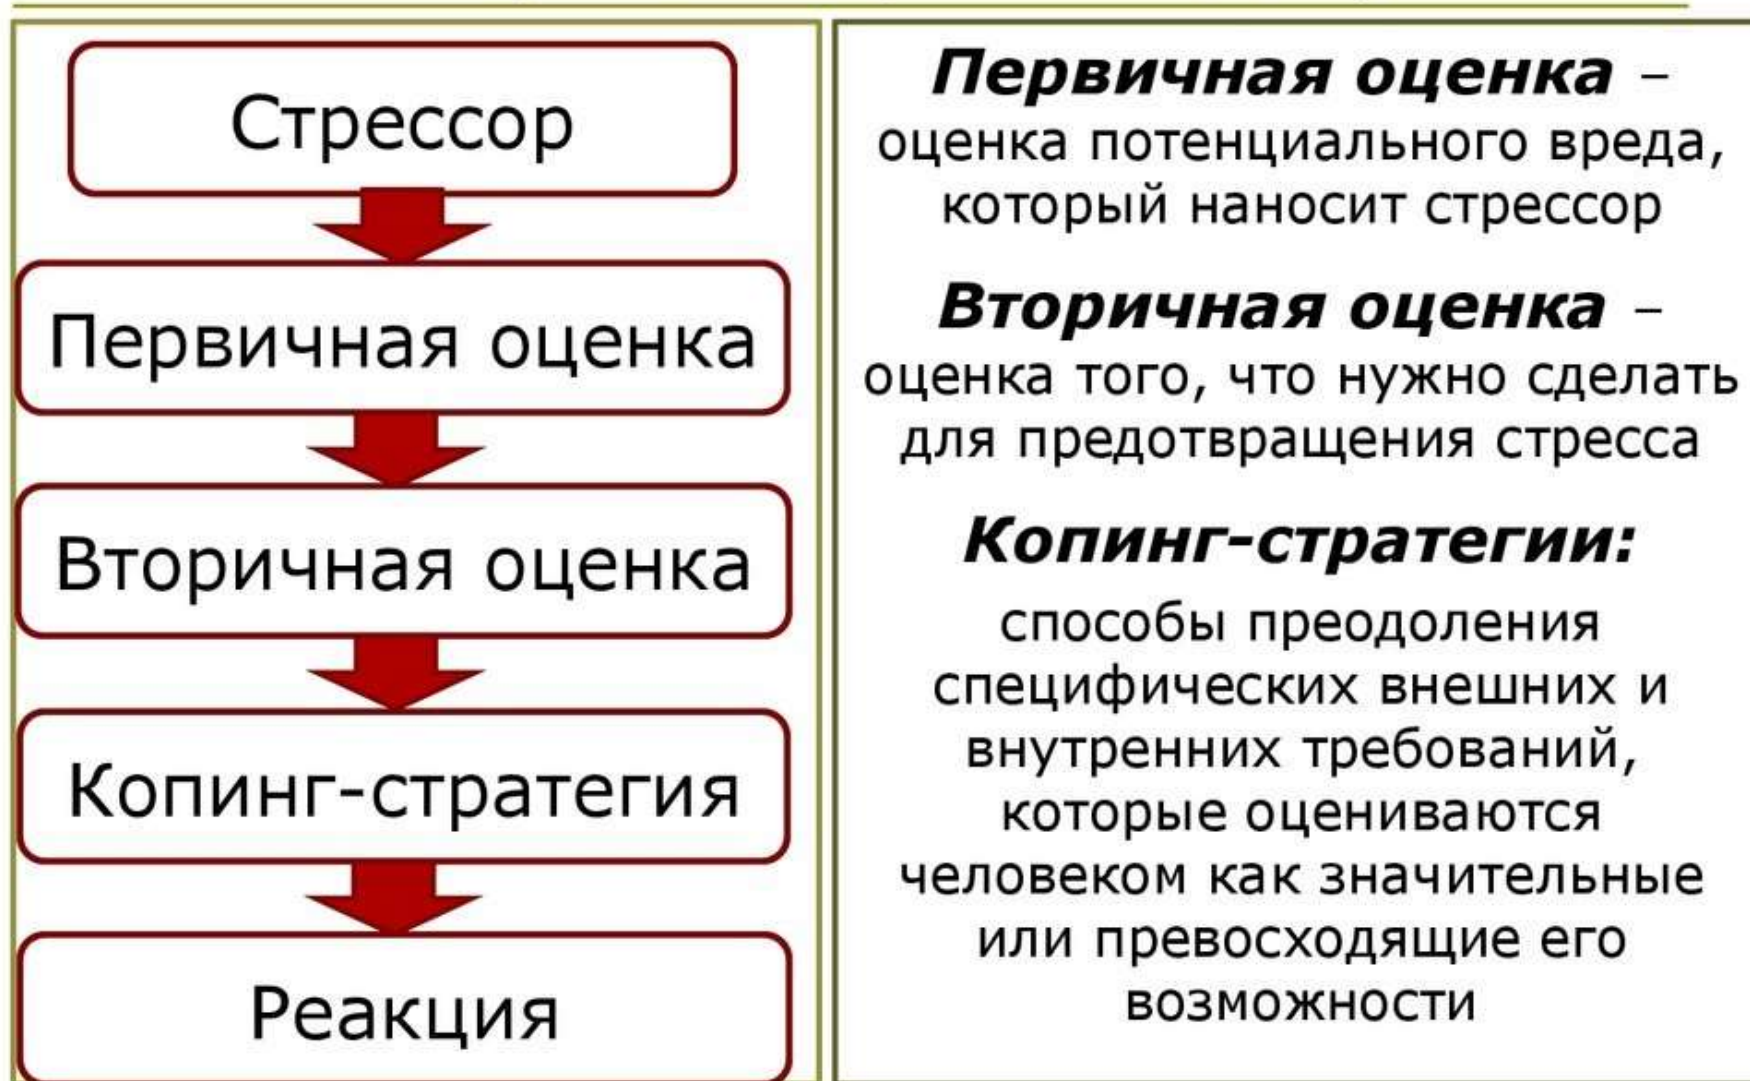 Стрессор
Первичная оценка
Вторичная оценка
Копинг-стратегия
Реакция
Первичная оценка –
оценка потенциального вреда,
который наносит стрессор
Вторичная оценка –
оценка того, что нужно сделать
для предотвращения стресса
Копинг-стратегии:
способы преодоления
специфических внешних и
внутренних требований,
которые оцениваются
человеком как значительные
или превосходящие его
возможности